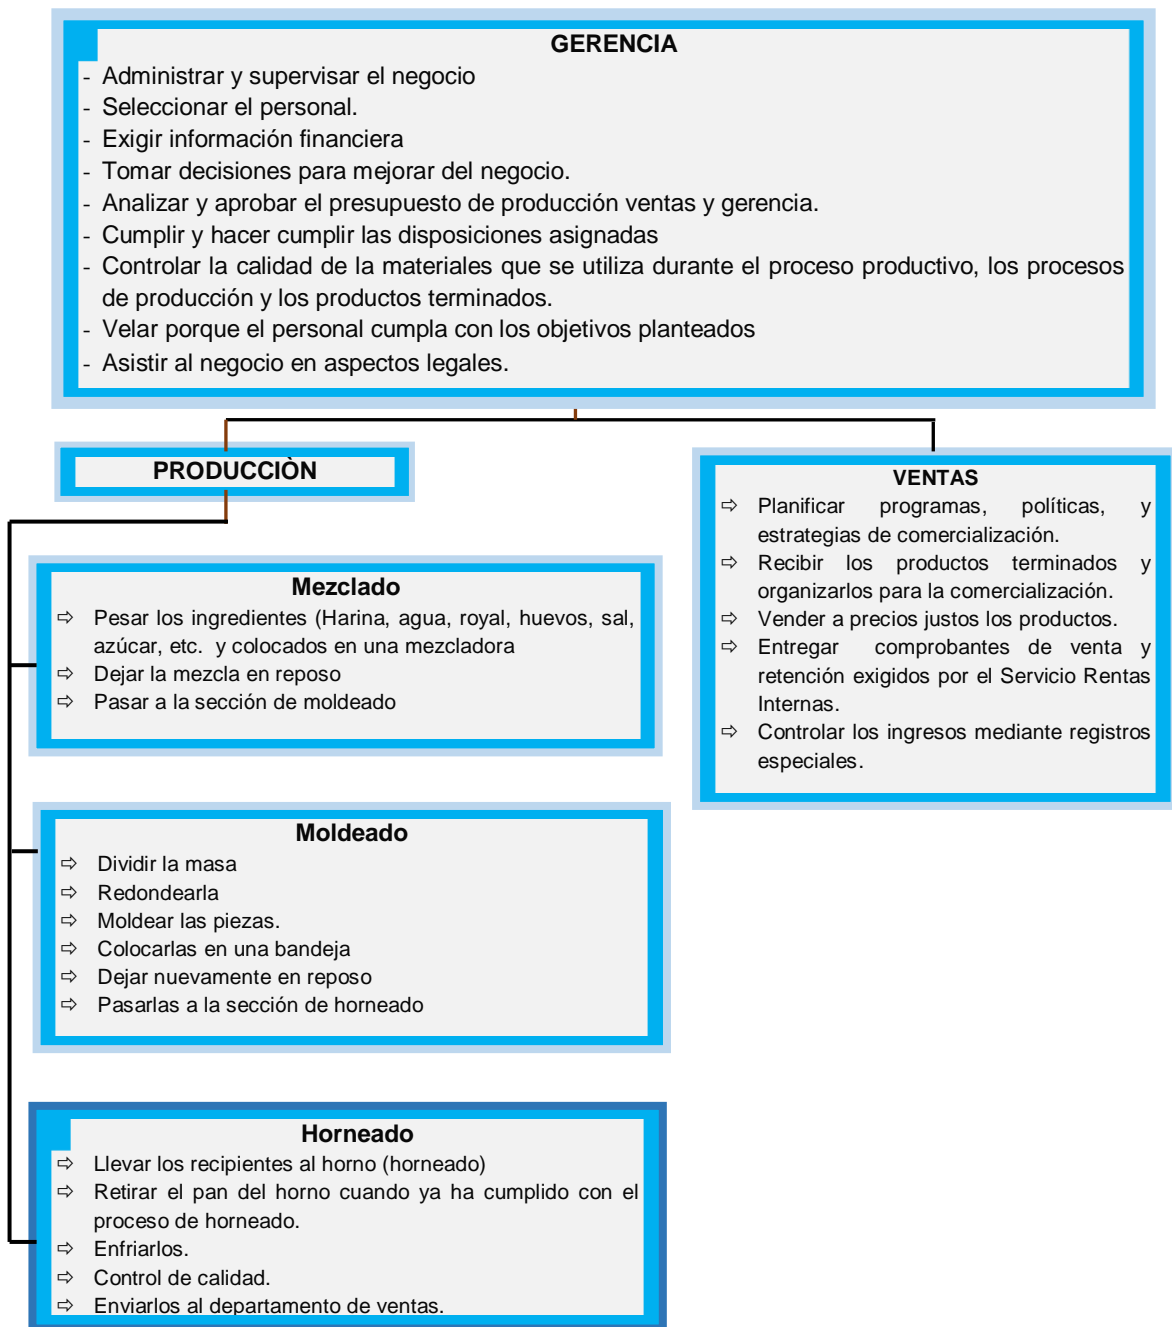 GERENCIA
- Administrar y supervisar el negocio
- Seleccionar el personal.
- Exigir información financiera
- Tomar decisiones para mejorar del negocio.
- Analizar y aprobar el presupuesto de producción ventas y gerencia.
- Cumplir y hacer cumplir las disposiciones asignadas
- Controlar la calidad de la materiales que se utiliza durante el proceso productivo, los procesos
de producción y los productos terminados.
- Velar porque el personal cumpla con los objetivos planteados
- Asistir al negocio en aspectos legales.
PRODUCCIÒN
Mezclado
⇨ Pesar los ingredientes (Harina, agua, royal, huevos, sal,
azúcar, etc. y colocados en una mezcladora
⇨ Dejar la mezcla en reposo
⇨ Pasar a la sección de moldeado
Moldeado
⇨ Dividir la masa
⇨ Redondearla
⇨ Moldear las piezas.
⇨ Colocarlas en una bandeja
⇨ Dejar nuevamente en reposo
⇨ Pasarlas a la sección de horneado
Horneado
⇨ Llevar los recipientes al horno (horneado)
⇨ Retirar el pan del horno cuando ya ha cumplido con el
proceso de horneado.
⇨ Enfriarlos.
⇨ Control de calidad.
⇨ Enviarlos al departamento de ventas.
VENTAS
⇨ Planificar programas, políticas, y
estrategias de comercialización.
⇨ Recibir los productos terminados y
organizarlos para la comercialización.
⇨ Vender a precios justos los productos.
⇨ Entregar comprobantes de venta y
retención exigidos por el Servicio Rentas
Internas.
⇨ Controlar los ingresos mediante registros
especiales.